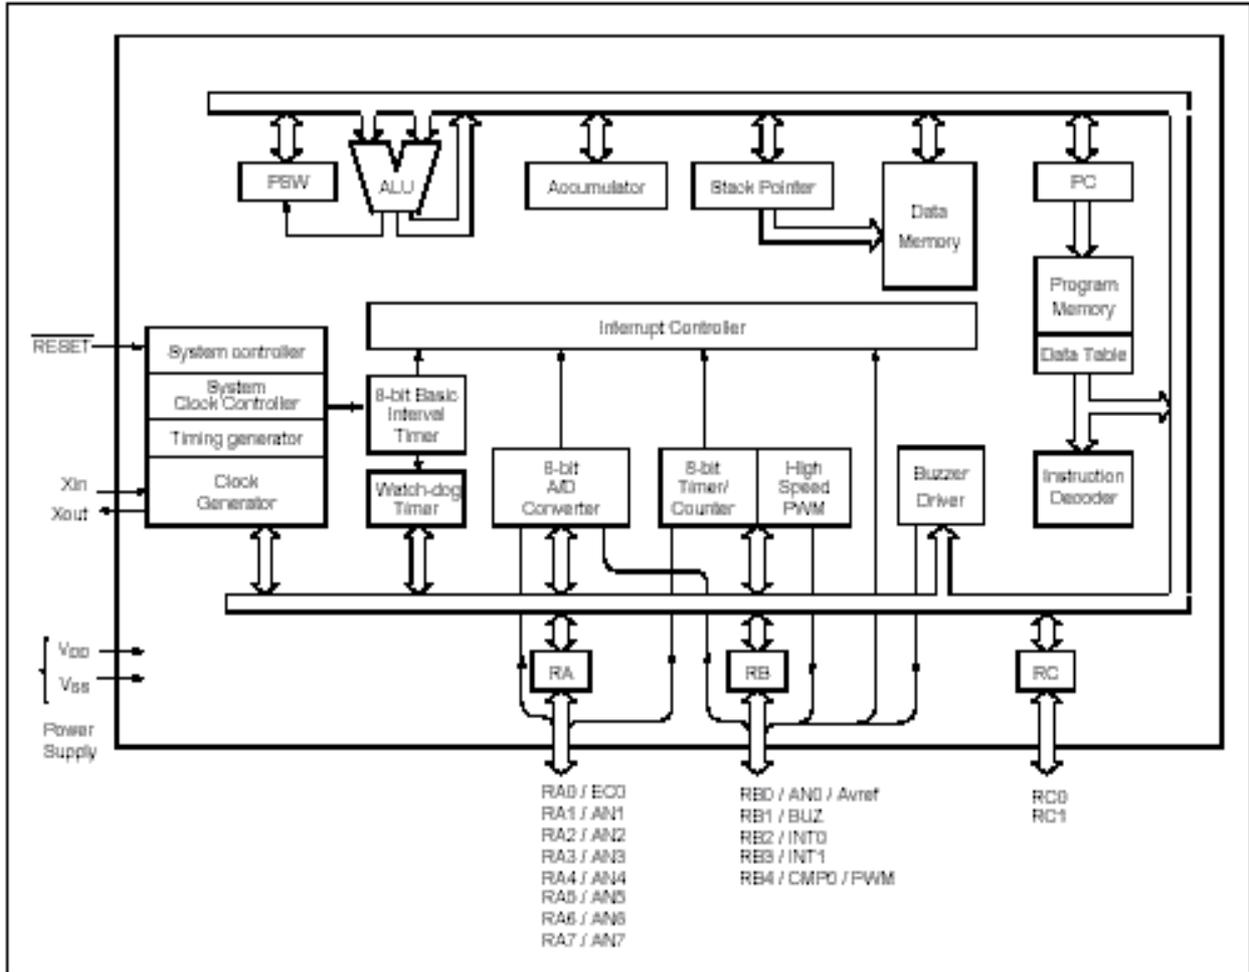 PSW
ALU
Accumulator
Stack Pointer
Data
Memory
PC
Program
Memory
Data Table
Instruction
Decoder
Interrupt Controller
RESET
System controller
System
Clock Controller
Timing generator
Clock
Generator
Xin
Xout
8-bit Basic
Interval
Timer
Watch-dog
Timer
8-bit
A/D
Converter
8-bit
Timer/
Counter
High
Speed
PWM
Buzzer
Driver
VDD
VSS
Power
Supply
RA
RB
RC
RA0 / EC0
RA1 / AN1
RA2 / AN2
RA3 / AN3
RA4 / AN4
RA5 / AN5
RA6 / AN6
RA7 / AN7
RB0 / AN0 / Avref
RB1 / BUZ
RB2 / INT0
RB3 / INT1
RB4 / CMP0 / PWM
RC0
RC1